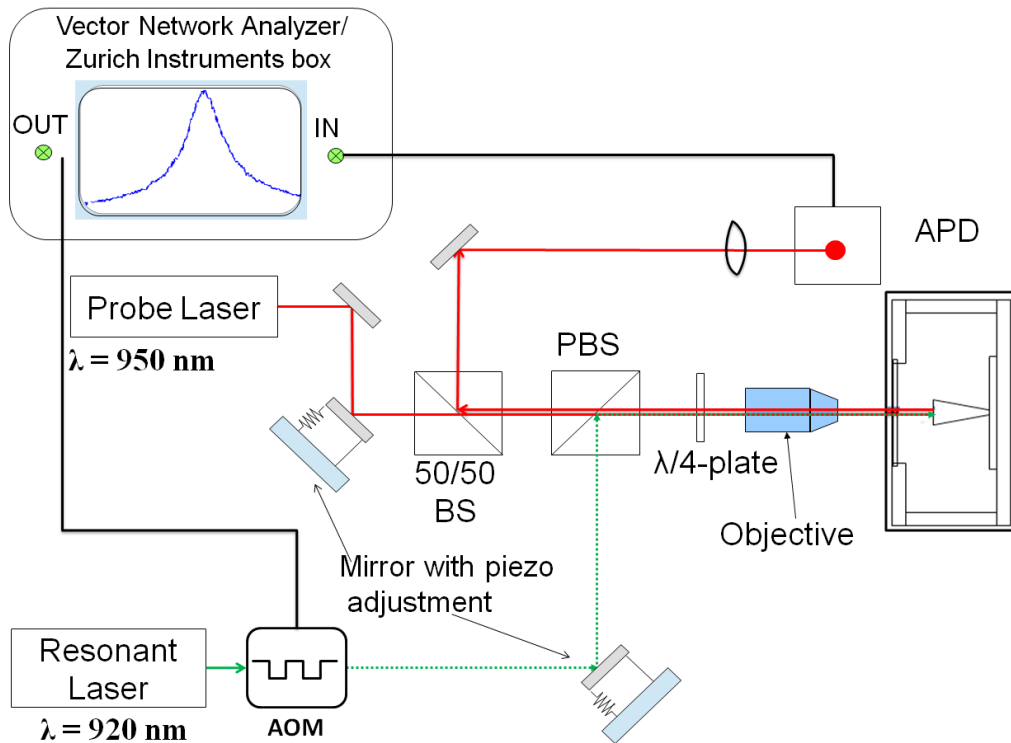 Vector Network Analyzer/
Zurich Instruments box
OUT
IN
APD
Probe Laser
λ = 950 nm
PBS
50/50
BS
λ/4-plate
Objective
Mirror with piezo
adjustment
Resonant
Laser
λ = 920 nm
AOM